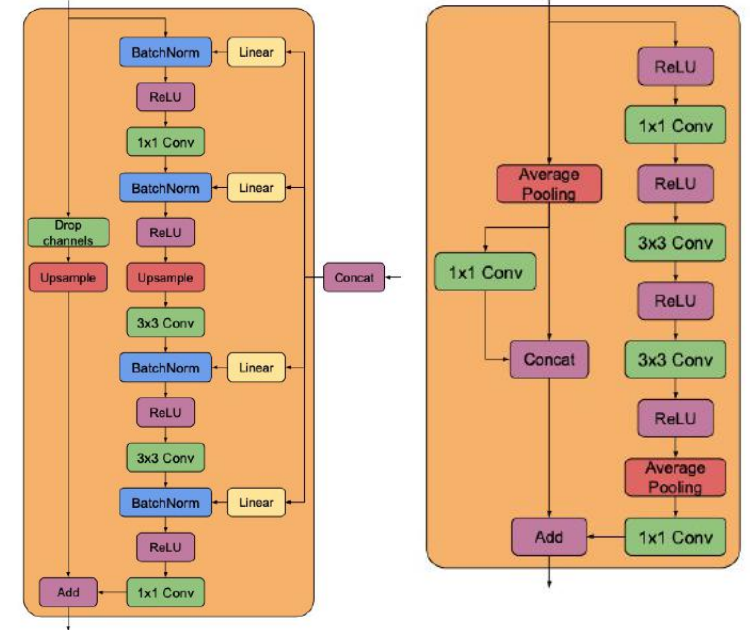 BatchNorm
Linear
ReLU
1x1 Conv
BatchNorm
Linear
Drop
channels
ReLU
Upsample
Upsample
Concat
3x3 Conv
BatchNorm
Linear
ReLU
3x3 Conv
BatchNorm
Linear
ReLU
Add
1x1 Conv
ReLU
1x1 Conv
Average
Pooling
ReLU
3x3 Conv
1x1 Conv
ReLU
Concat
3x3 Conv
ReLU
Average
Pooling
Add
1x1 Conv